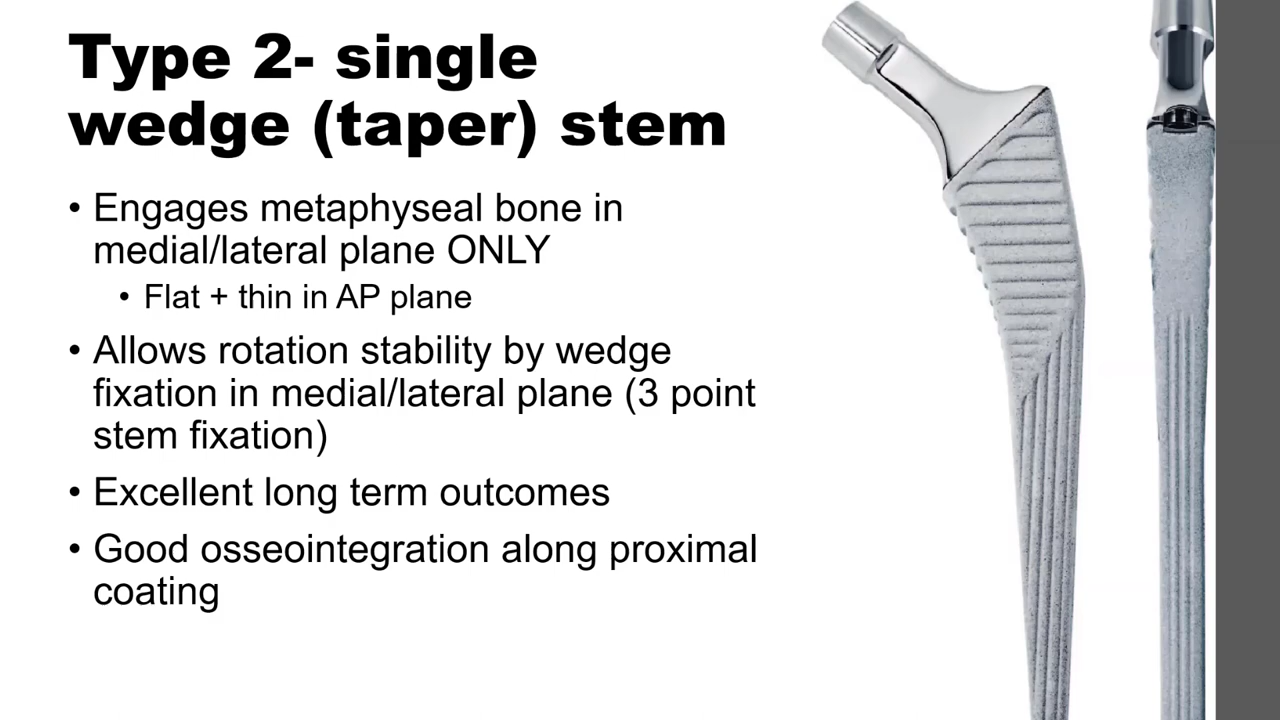 Type 2- single
wedge (taper) stem
• Engages metaphyseal bone in
medial/lateral plane ONLY
• Flat + thin in AP plane
• Allows rotation stability by wedge
fixation in medial/lateral plane (3 point
stem fixation)
• Excellent long term outcomes
• Good osseointegration along proximal
coating